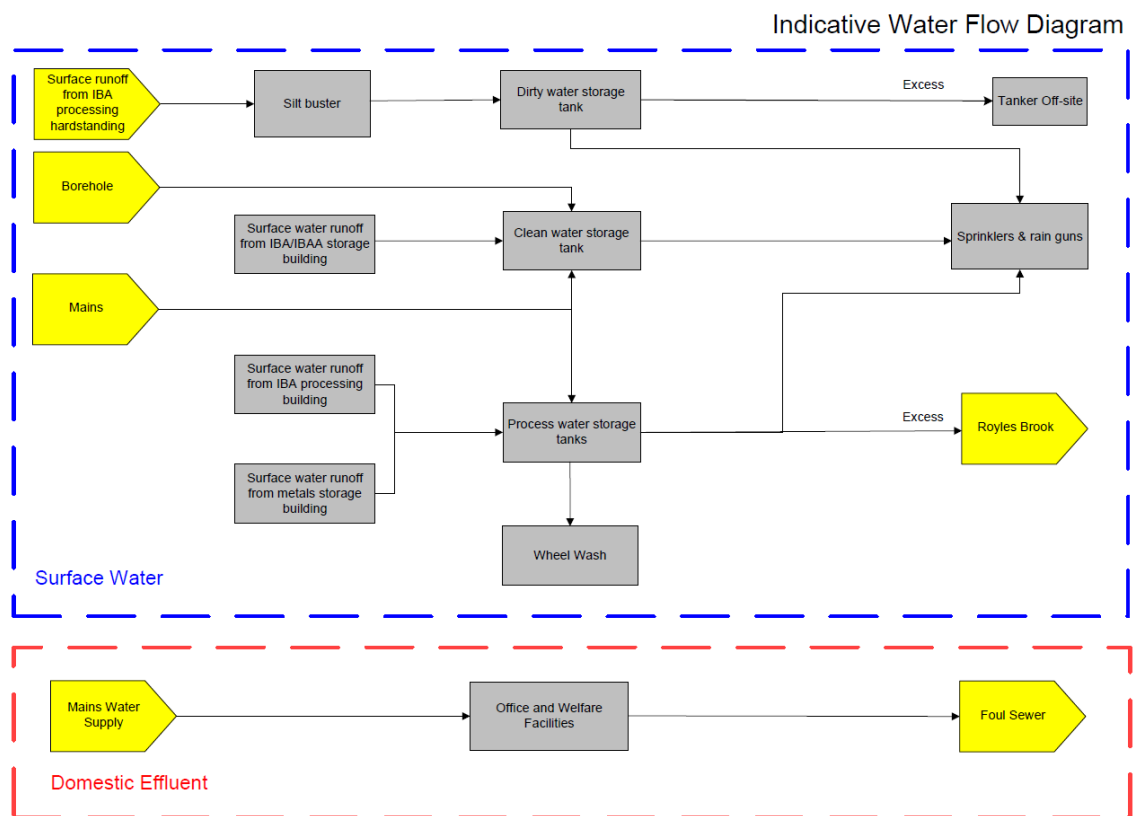 Indicative Water Flow Diagram
Surface runoff
from IBA
processing
hardstanding
Silt buster
Dirty water storage
tank
Excess
Tanker Off-site
Borehole
Surface water runoff
from IBA/IBAA storage
building
Clean water storage
tank
Sprinklers & rain guns
Mains
Surface water runoff
from IBA processing
building
Process water storage
tanks
Excess
Royles Brook
Surface water runoff
from metals storage
building
Wheel Wash
Surface Water
Mains Water
Supply
Office and Welfare
Facilities
Foul Sewer
Domestic Effluent